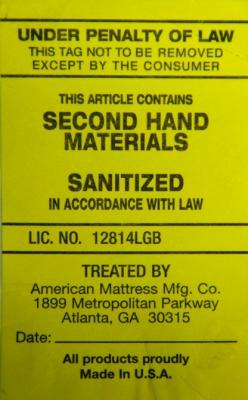 UNDER PENALTY OF LAW
THIS TAG NOT TO BE REMOVED
EXCEPT BY THE CONSUMER
THIS ARTICLE CONTAINS
SECOND HAND
MATERIALS
SANITIZED
IN ACCORDANCE WITH LAW
LIC. NO. 12814LGB
TREATED BY
American Mattress Mfg. Co.
1899 Metropolitan Parkway
Atlanta, GA 30315
Date:
All products proudly
Made In U.S.A.